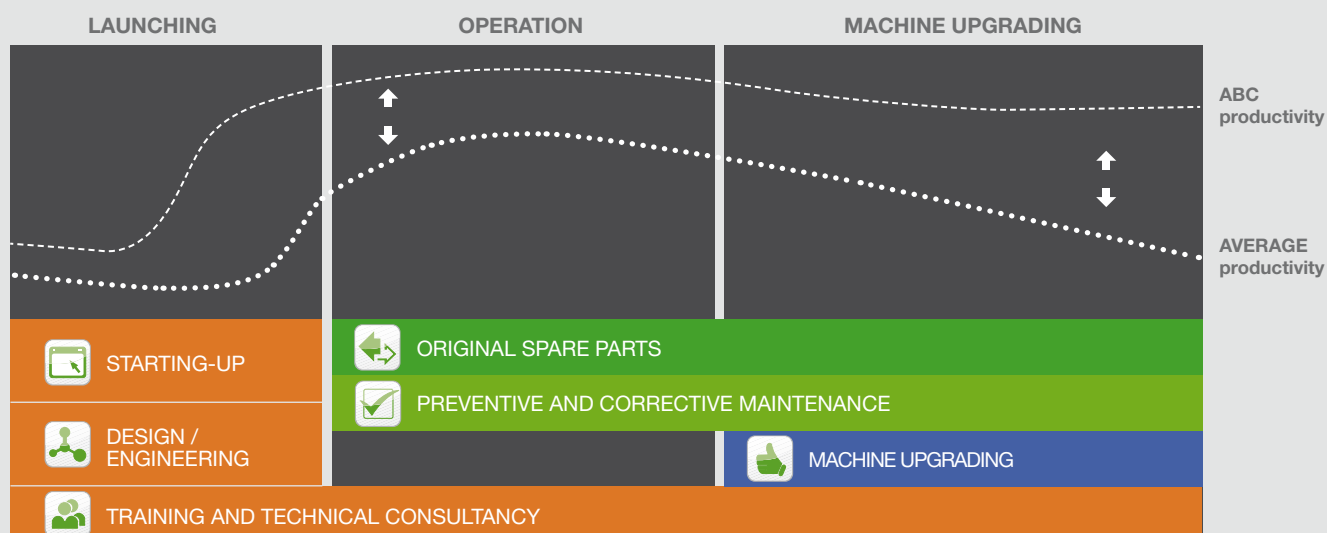 LAUNCHING
OPERATION
MACHINE UPGRADING
ABC
productivity
AVERAGE
productivity
STARTING-UP
ORIGINAL SPARE PARTS
PREVENTIVE AND CORRECTIVE MAINTENANCE
DESIGN /
ENGINEERING
MACHINE UPGRADING
TRAINING AND TECHNICAL CONSULTANCY